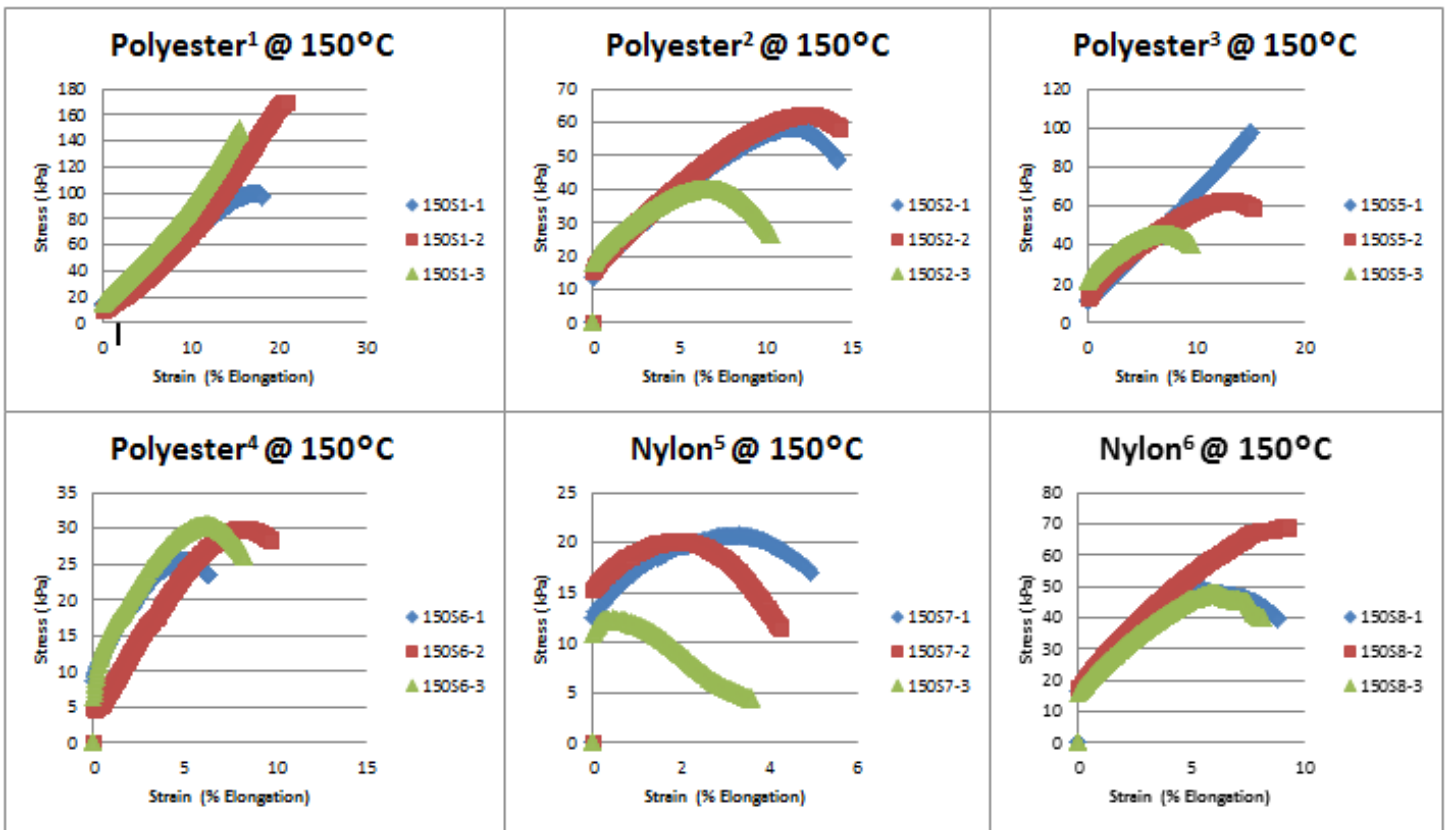 Polyester¹ @ 150°C
180
160
140
120
100
80
60
40
20
0
Stress (kPa)
0 10 20 30
Strain (% Elongation)
150S1-1
150S1-2
150S1-3
Polyester² @ 150°C
70
60
50
40
30
20
10
0
Stress (kPa)
0 5 10 15
Strain (% Elongation)
150S2-1
150S2-2
150S2-3
Polyester³ @ 150°C
120
100
80
60
40
20
0
Stress (kPa)
0 10 20
Strain (% Elongation)
150S5-1
150S5-2
150S5-3
Polyester⁴ @ 150°C
35
30
25
20
15
10
5
0
Stress (kPa)
0 5 10 15
Strain (% Elongation)
150S6-1
150S6-2
150S6-3
Nylon⁵ @ 150°C
25
20
15
10
5
0
Stress (kPa)
0 2 4 6
Strain (% Elongation)
150S7-1
150S7-2
150S7-3
Nylon⁶ @ 150°C
80
70
60
50
40
30
20
10
0
Stress (kPa)
0 5 10
Strain (% Elongation)
150S8-1
150S8-2
150S8-3